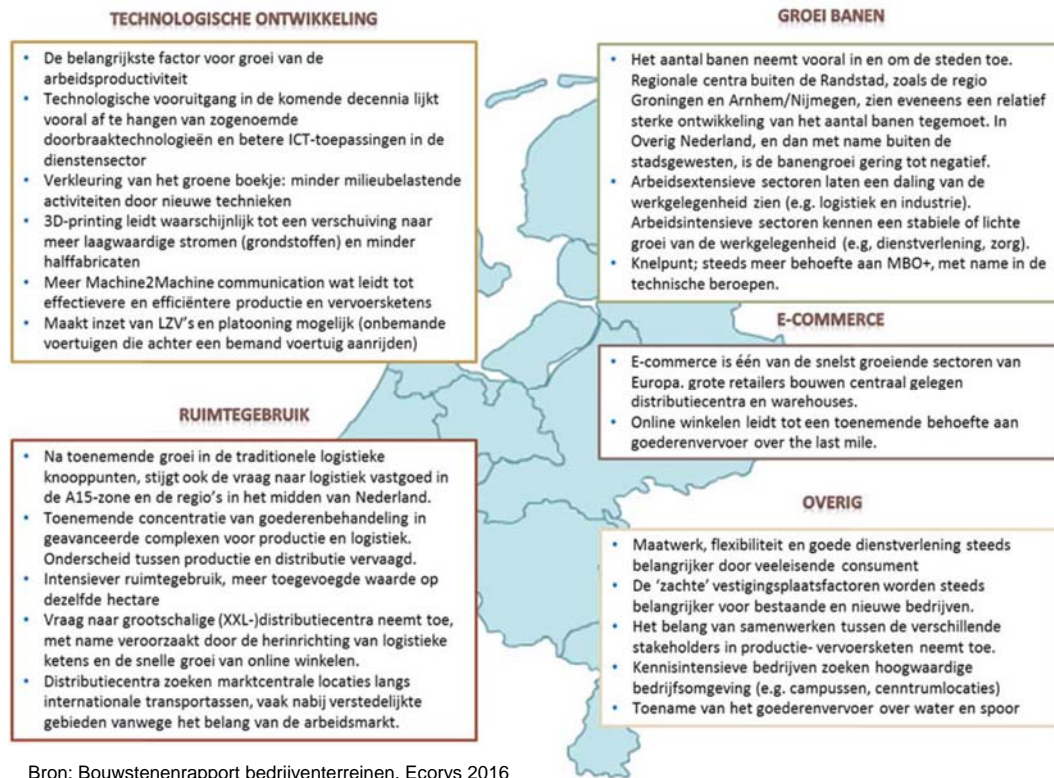 TECHNOLOGISCHE ONTWIKKELING
• De belangrijkste factor voor groei van de
arbeidsproductiviteit
• Technologische vooruitgang in de komende decennia lijkt
vooral af te hangen van zogenoemde
doorbraaktechnologieën en betere ICT-toepassingen in de
dienstensector
• Verkleuring van het groene boekje: minder milieubelastende
activiteiten door nieuwe technieken
• 3D-printing leidt waarschijnlijk tot een verschuiving naar
meer laagwaardige stromen (grondstoffen) en minder
halffabricaten
• Meer Machine2Machine communication wat leidt tot
effectievere en efficiëntere productie en vervoersketens
• Maakt inzet van LZV's en platooning mogelijk (onbemande
voertuigen die achter een bemand voertuig aanrijden)
RUIMTEGEBRUIK
• Na toenemende groei in de traditionele logistieke
knooppunten, stijgt ook de vraag naar logistiek vastgoed in
de A15-zone en de regio's in het midden van Nederland.
• Toenemende concentratie van goederenbehandeling in
geavanceerde complexen voor productie en logistiek.
Onderscheid tussen productie en distributie vervaagd.
• Intensiever ruimtegebruik, meer toegevoegde waarde op
dezelfde hectare
• Vraag naar grootschalige (XXL-)distributiecentra neemt toe,
met name veroorzaakt door de herinrichting van logistieke
ketens en de snelle groei van online winkelen.
• Distributiecentra zoeken marktcentrale locaties langs
internationale transportassen, vaak nabij verstedelijkte
gebieden vanwege het belang van de arbeidsmarkt.
GROEI BANEN
• Het aantal banen neemt vooral in en om de steden toe.
Regionale centra buiten de Randstad, zoals de regio
Groningen en Arnhem/Nijmegen, zien eveneens een relatief
sterke ontwikkeling van het aantal banen tegemoet. In
Overig Nederland, en dan met name buiten de
stadsgewesten, is de banengroei gering tot negatief.
• Arbeidsextensieve sectoren laten een daling van de
werkgelegenheid zien (e.g. logistiek en industrie).
Arbeidsintensieve sectoren kennen een stabiele of lichte
groei van de werkgelegenheid (e.g, dienstverlening, zorg).
• Knelpunt; steeds meer behoefte aan MBO+, met name in de
technische beroepen.
E-COMMERCE
• E-commerce is één van de snelst groeiende sectoren van
Europa. grote retailers bouwen centraal gelegen
distributiecentra en warehouses.
• Online winkelen leidt tot een toenemende behoefte aan
goederenvervoer over the last mile.
OVERIG
• Maatwerk, flexibiliteit en goede dienstverlening steeds
belangrijker door veeleisende consument
• De 'zachte' vestigingsplaatsfactoren worden steeds
belangrijker voor bestaande en nieuwe bedrijven.
• Het belang van samenwerken tussen de verschillende
stakeholders in productie- vervoersketen neemt toe.
• Kennisintensieve bedrijven zoeken hoogwaardige
bedrijfsomgeving (e.g. campussen, cenntrumlocaties)
• Toename van het goederenvervoer over water en spoor
Bron: Bouwstenenrapport bedrijventerreinen, Ecorys 2016